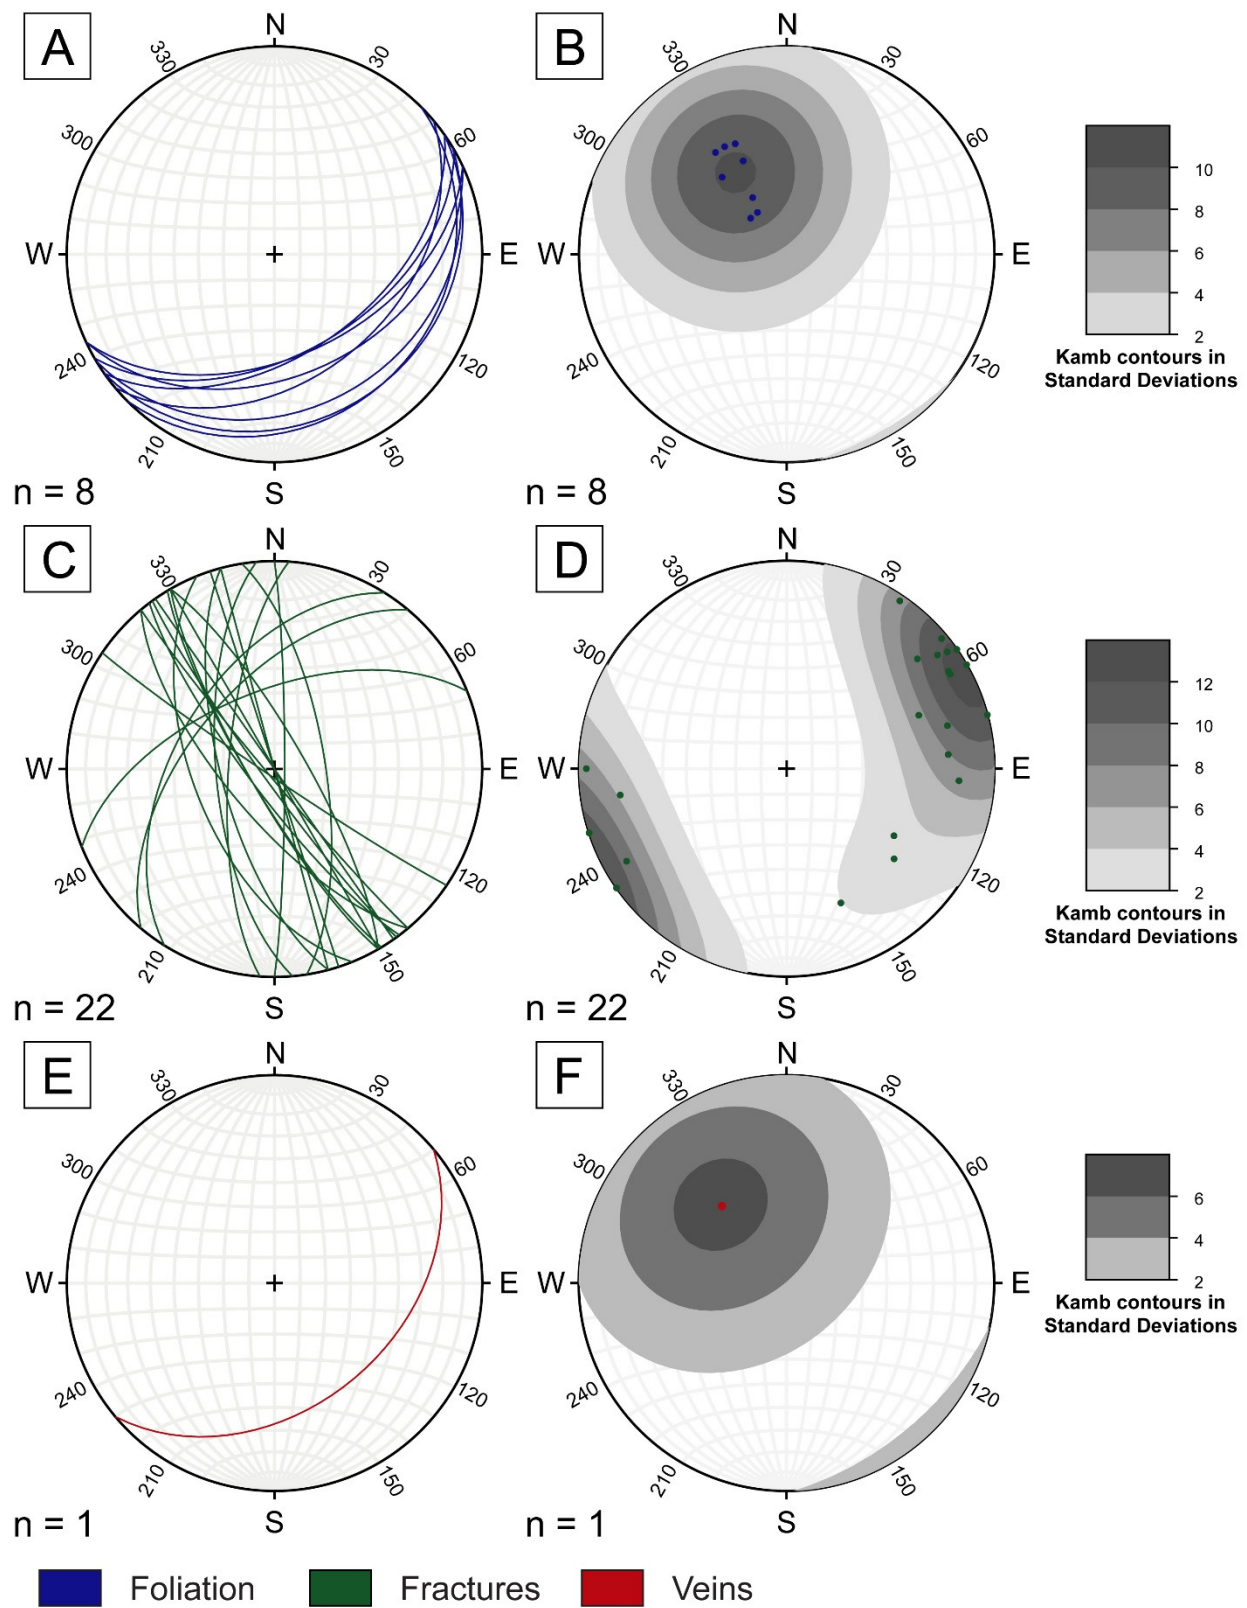 A
N
30
60
E
120
150
S
210
240
W
300
330
n = 8
B
N
30
60
E
120
150
S
210
W
300
330
n = 8
10
8
6
4
2
Kamb contours in
Standard Deviations
C
N
30
60
E
120
150
S
210
240
W
300
330
n = 22
D
N
30
60
E
120
150
S
210
240
W
300
330
n = 22
12
10
8
6
4
2
Kamb contours in
Standard Deviations
E
N
30
60
E
120
150
S
210
240
W
300
330
n = 1
F
N
30
60
E
120
150
S
210
240
W
300
330
n = 1
6
4
2
Kamb contours in
Standard Deviations
Foliation
Fractures
Veins